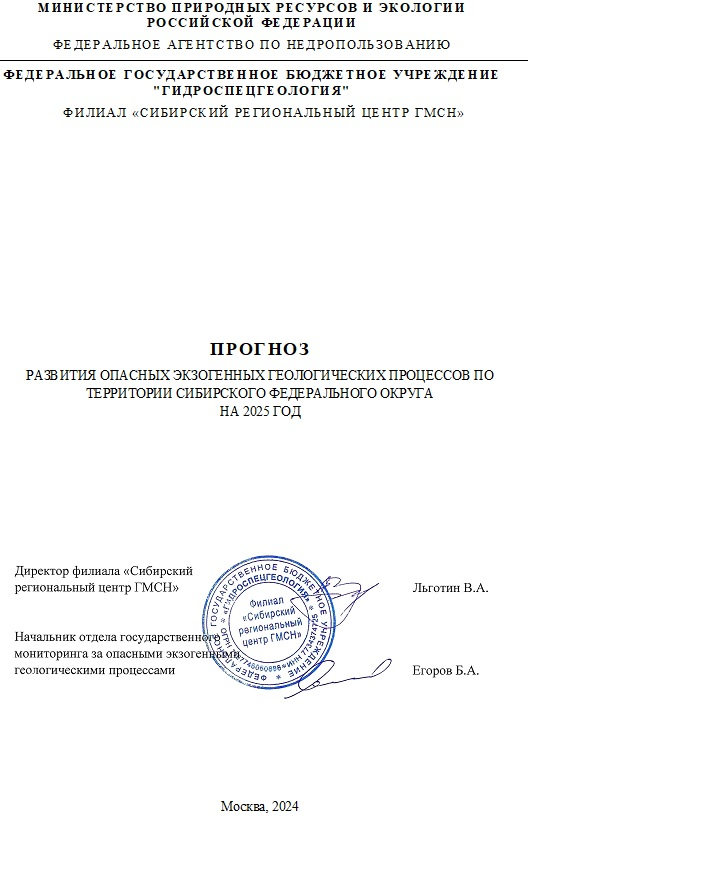 МИНИСТЕРСТВО ПРИРОДНЫХ РЕСУРСОВ И ЭКОЛОГИИ
РОССИЙСКОЙ ФЕДЕРАЦИИ
ФЕДЕРАЛЬНОЕ АГЕНТСТВО ПО НЕДРОПОЛЬЗОВАНИЮ
ФЕДЕРАЛЬНОЕ ГОСУДАРСТВЕННОЕ БЮДЖЕТНОЕ УЧРЕЖДЕНИЕ
"ГИДРОСПЕЦГЕОЛОГИЯ"
ФИЛИАЛ «СИБИРСКИЙ РЕГИОНАЛЬНЫЙ ЦЕНТР ГМСН»
ПРОГНОЗ
РАЗВИТИЯ ОПАСНЫХ ЭКЗОГЕННЫХ ГЕОЛОГИЧЕСКИХ ПРОЦЕССОВ ПО
ТЕРРИТОРИИ СИБИРСКОГО ФЕДЕРАЛЬНОГО ОКРУГА
НА 2025 ГОД
Директор филиала «Сибирский
региональный центр ГМСН»
Льготин В.А.
Начальник отдела государственного
мониторинга за опасными экзогенными
геологическими процессами
Егоров Б.А.
ФЕДЕРАЛЬНОЕ ГОСУДАРСТВЕННОЕ БЮДЖЕТНОЕ УЧРЕЖДЕНИЕ
«ГИДРОСПЕЦГЕОЛОГИЯ»
ИНН 7734374725
Филиал
«Сибирский
региональный
центр ГМСН»
Москва, 2024